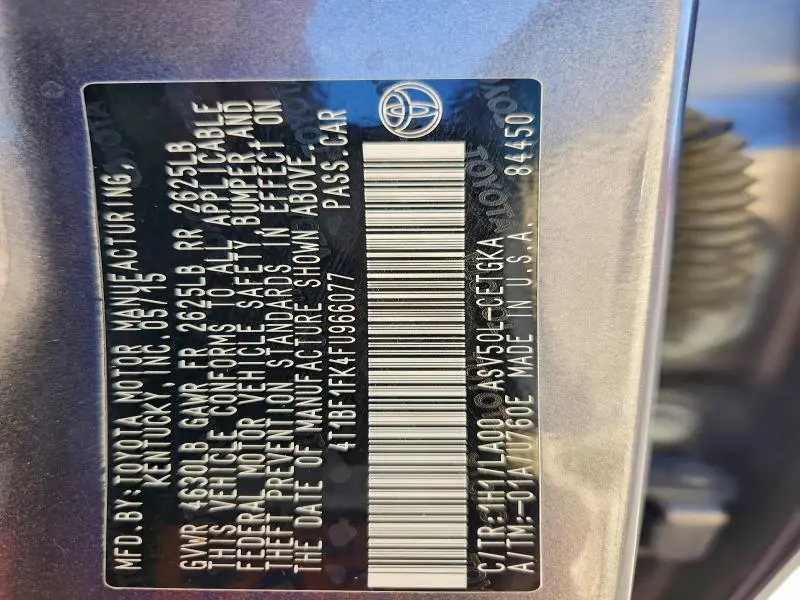 MFD. BY: TOYOTA MOTOR MANUFACTURING,
KENTUCKY, INC. 05/15
GVWR 4630LB GAWR FR 2625LB RR 2625LB
THIS VEHICLE CONFORMS TO ALL APPLICABLE
FEDERAL MOTOR VEHICLE SAFETY, BUMPER, AND
THEFT PREVENTION STANDARDS IN EFFECT ON
THE DATE OF MANUFACTURE SHOWN ABOVE.
4T1BF1FK4FU966077 PASS. CAR
C/TR: 1H1/LA00 ASV50L-CETGKA
A/TM: -01A/U760E MADE IN U.S.A. 84450